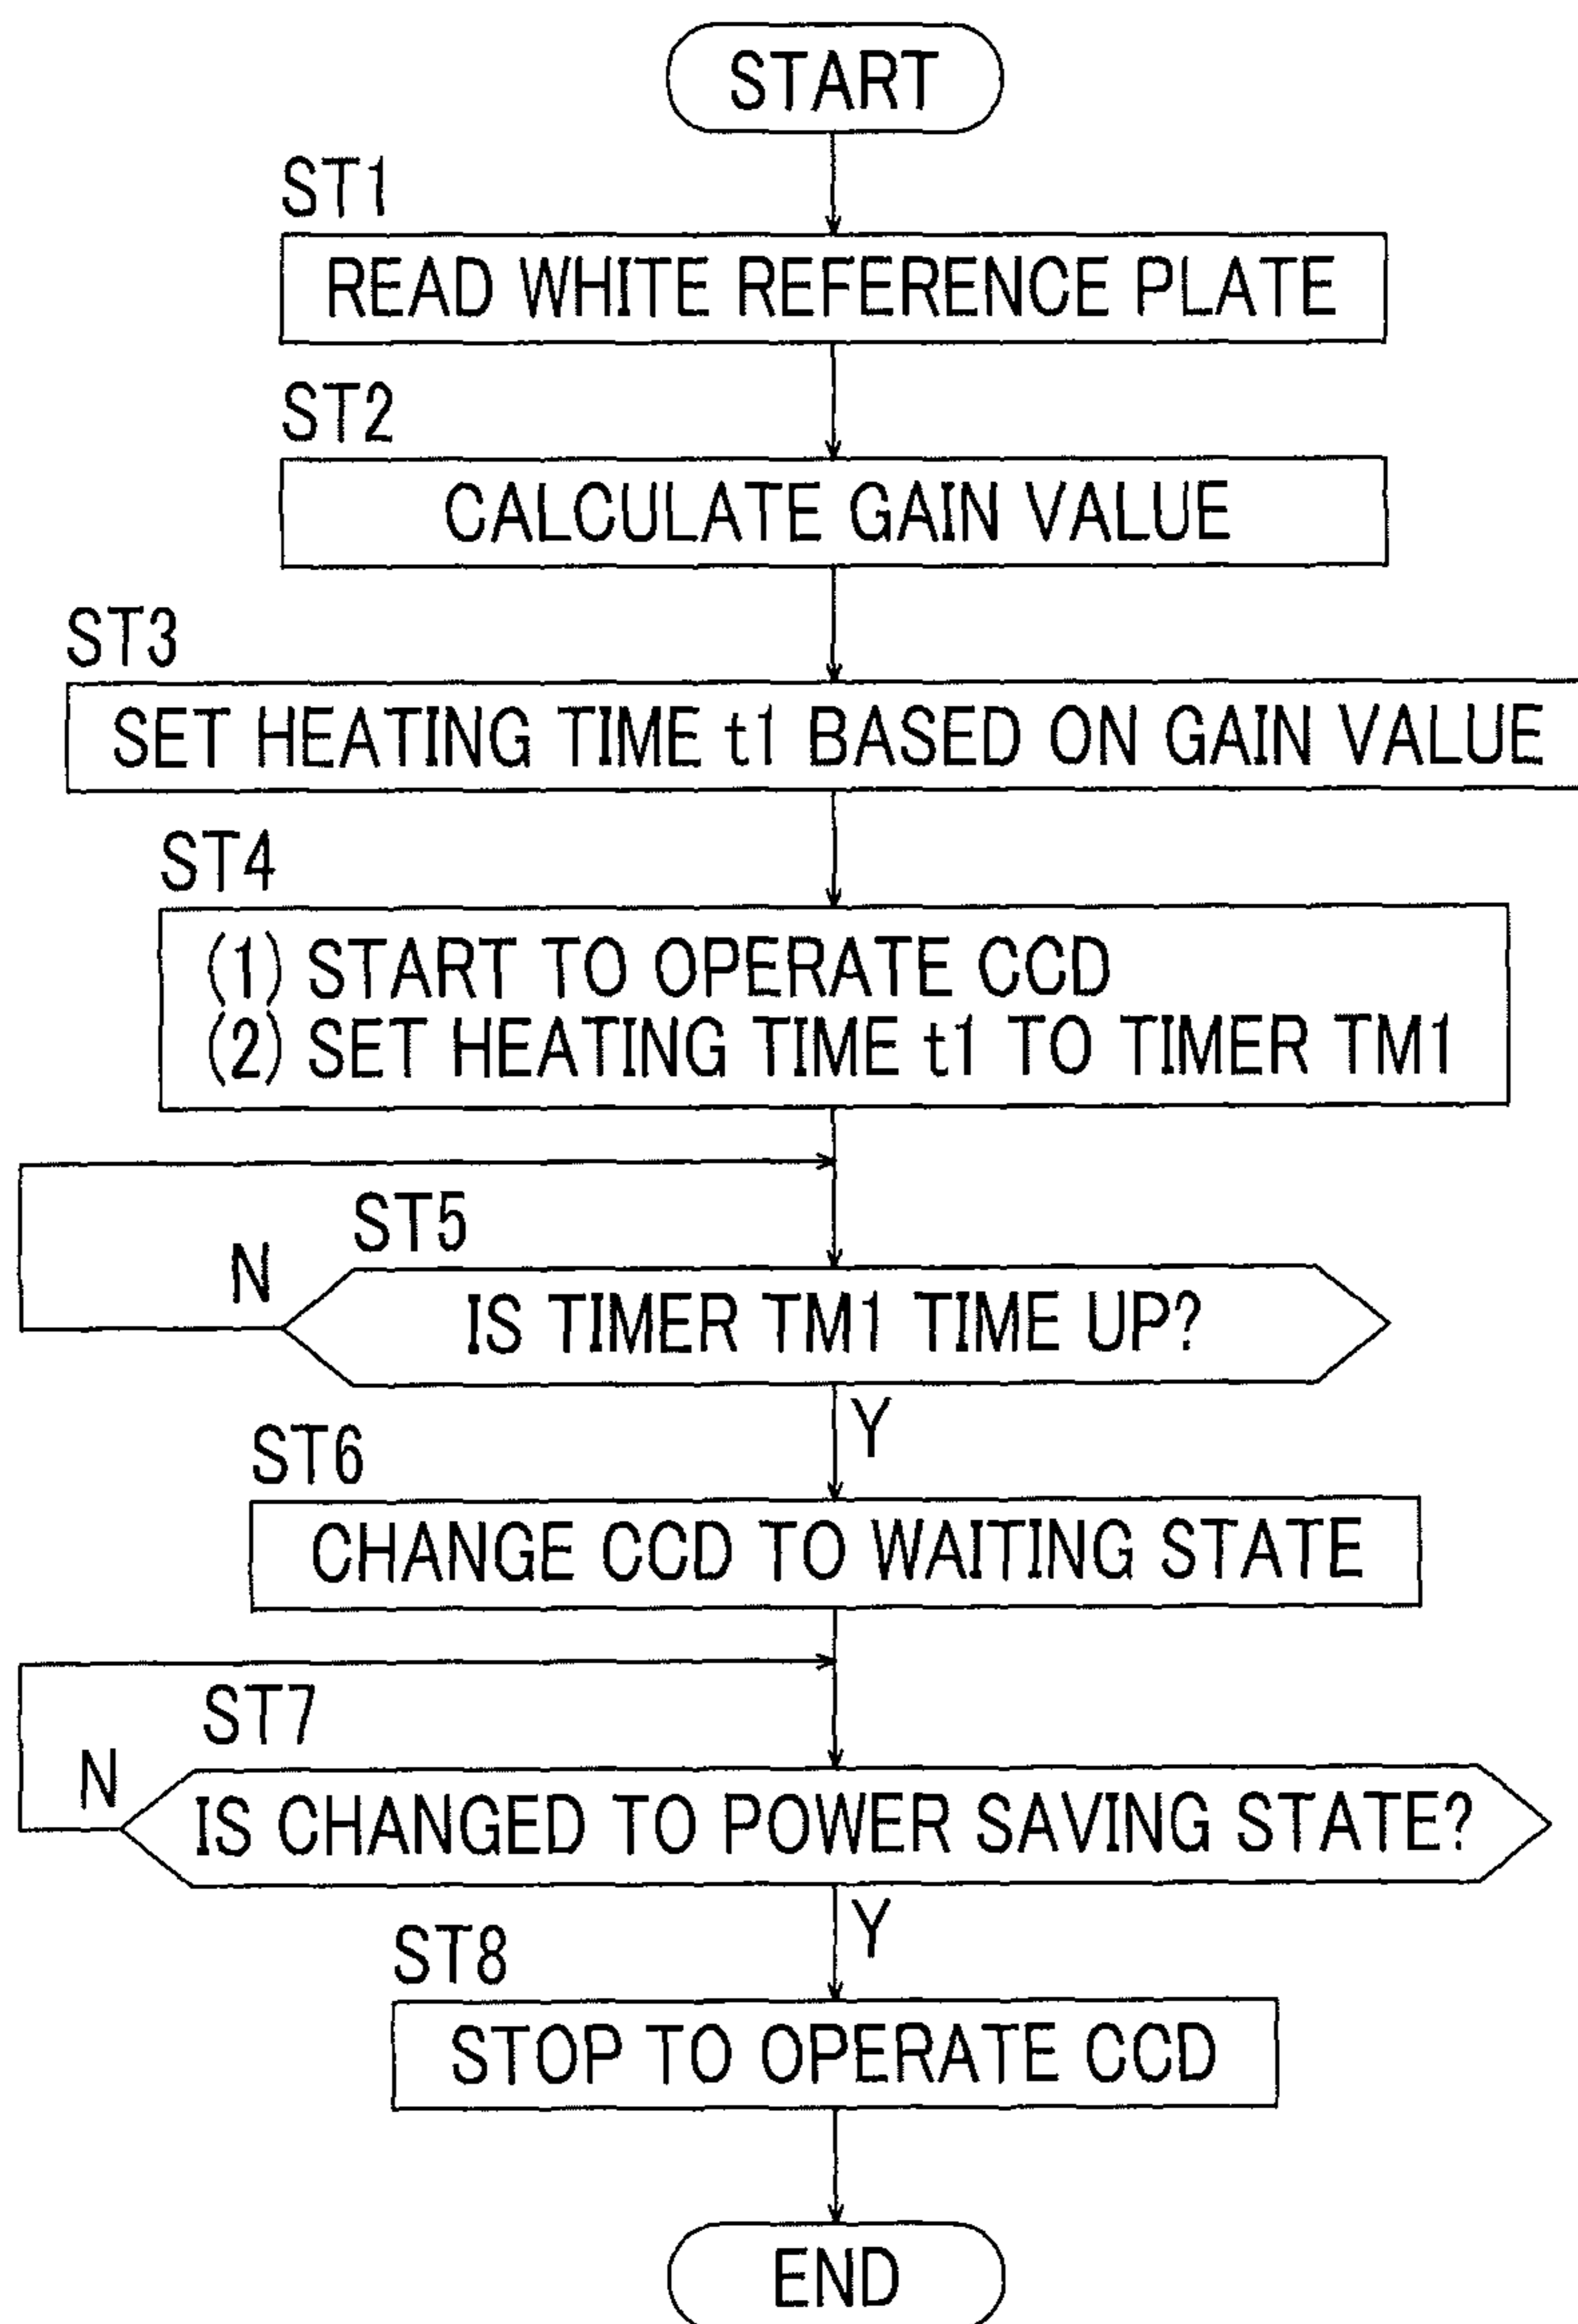 START
ST1
READ WHITE REFERENCE PLATE
ST2
CALCULATE GAIN VALUE
ST3
SET HEATING TIME t1 BASED ON GAIN VALUE
ST4
(1) START TO OPERATE CCD
(2) SET HEATING TIME t1 TO TIMER TM1
ST5
N
IS TIMER TM1 TIME UP?
Y
ST6
CHANGE CCD TO WAITING STATE
ST7
N
IS CHANGED TO POWER SAVING STATE?
Y
ST8
STOP TO OPERATE CCD
END